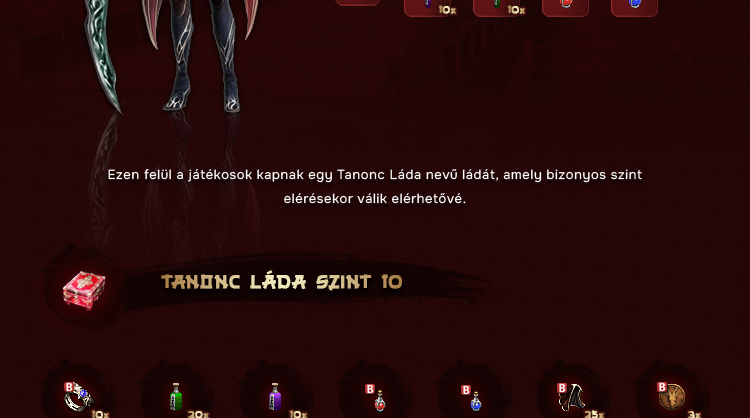 10x 10x
Ezen felül a játékosok kapnak egy Tanonc Láda nevű ládát, amely bizonyos szint
elérésekor válik elérhetővé.
TANONC LÁDA SZINT 10
B B B B B
10x 20x 10x 25x 3x